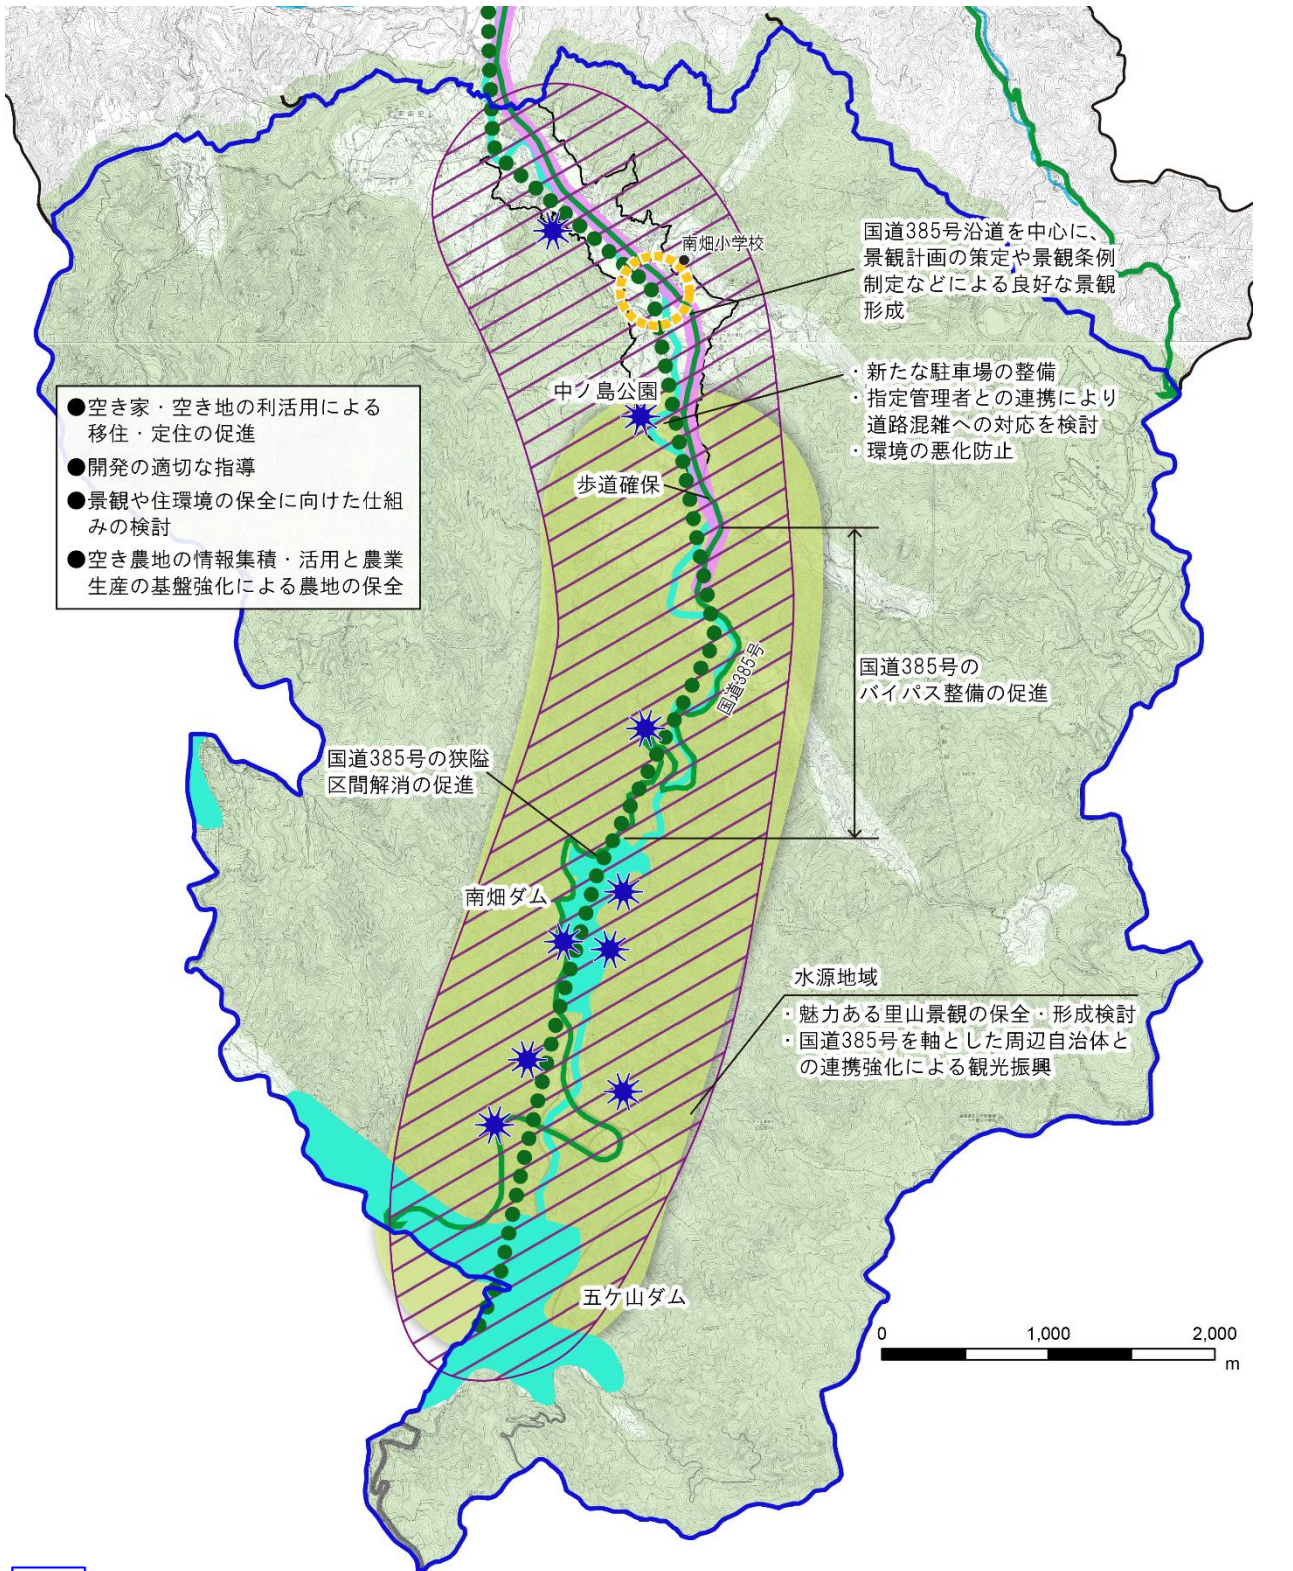 南畑小学校
国道385号沿道を中心に、
景観計画の策定や景観条例
制定などによる良好な景観
形成
・新たな駐車場の整備
・指定管理者との連携により
道路混雑への対応を検討
・環境の悪化防止
中ノ島公園
●空き家・空き地の利活用による
移住・定住の促進
●開発の適切な指導
●景観や住環境の保全に向けた仕組
みの検討
●空き農地の情報集積・活用と農業
生産の基盤強化による農地の保全
歩道確保
国道385号
国道385号の
バイパス整備の促進
国道385号の狭隘
区間解消の促進
南畑ダム
水源地域
・魅力ある里山景観の保全・形成検討
・国道385号を軸とした周辺自治体と
の連携強化による観光振興
五ケ山ダム
0 1,000 2,000
m